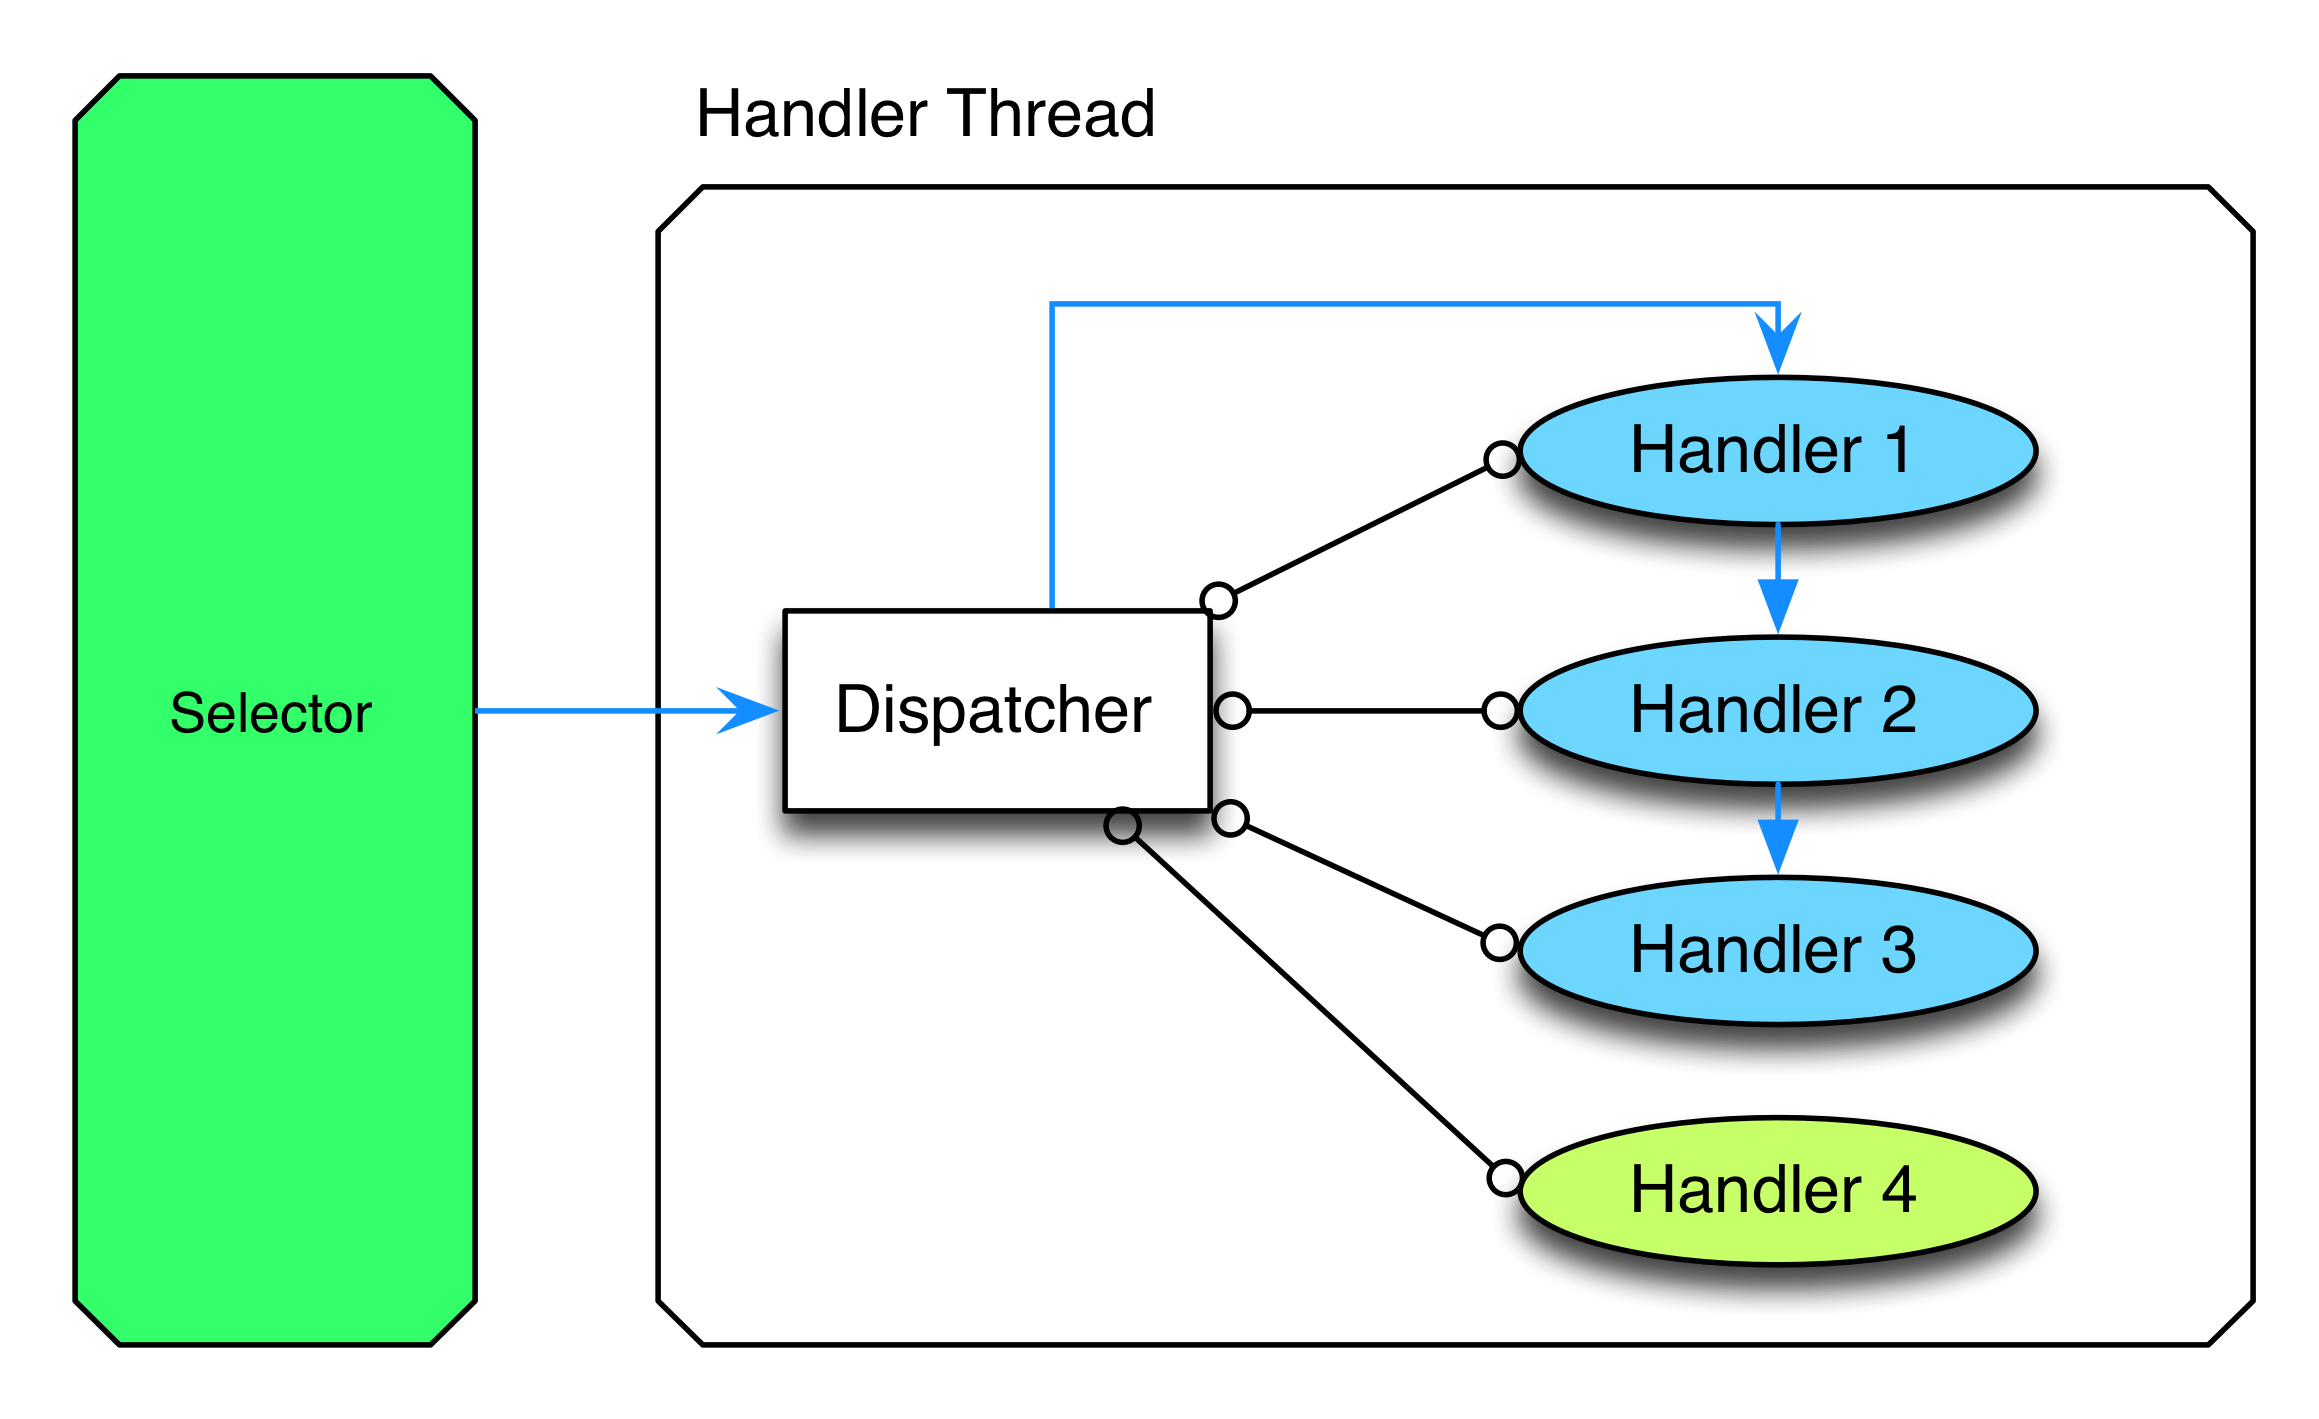 Handler Thread
Selector
Dispatcher
Handler 1
Handler 2
Handler 3
Handler 4